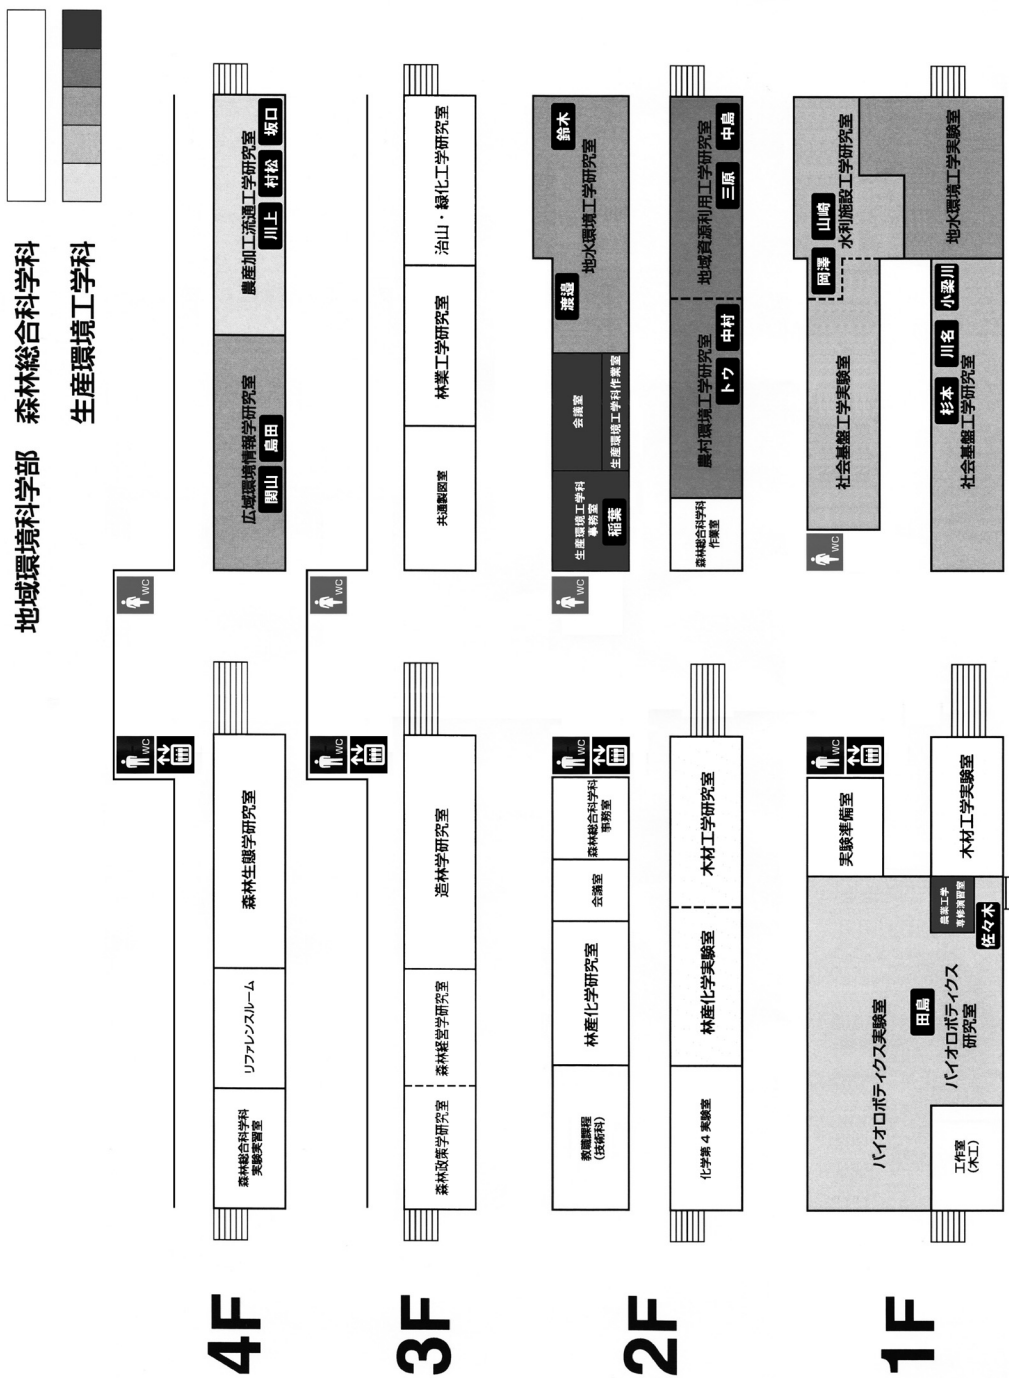 地域環境科学部 森林総合科学科
生産環境工学科
4F
森林総合科学科
実験実習室
リファレンスルーム
森林生態学研究室
WC
WC
広域環境情報学研究室
関山 島田
農産加工流通工学研究室
川上 村松 坂口
3F
森林政策学研究室
森林経営学研究室
造林学研究室
WC
WC
共通製図室
林業工学研究室
治山・緑化工学研究室
2F
教職課程
(技術科)
林産化学研究室
会議室
森林総合科学科
事務室
WC
WC
生産環境工学科
事務室
稲葉
会議室
生産環境工学科作業室
渡邉
地水環境工学研究室
鈴木
化学第4実験室
林産化学実験室
木材工学研究室
森林総合科学科
作業室
農村環境工学研究室
トウ 中村
地域資源利用工学研究室
三原 中島
1F
バイオロボティクス実験室
実験準備室
WC
WC
社会基盤工学実験室
岡澤 山崎
水利施設工学研究室
工作室
(木工)
田島
バイオロボティクス
研究室
農業工学
専修演習室
佐々木
木材工学実験室
杉本 川名 小梁川
社会基盤工学研究室
地水環境工学実験室